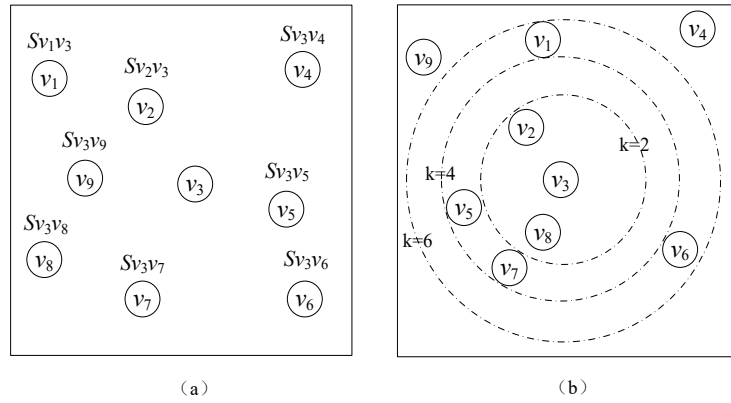 Sv₁v₃
v₁
Sv₂v₃
v₂
Sv₃v₄
v₄
Sv₃v₉
v₉
v₃
Sv₃v₅
v₅
Sv₃v₈
v₈
Sv₃v₇
v₇
Sv₃v₆
v₆
（a）
v₁
v₄
v₉
v₂
k=2
k=4
v₃
v₅
v₈
k=6
v₆
v₇
（b）